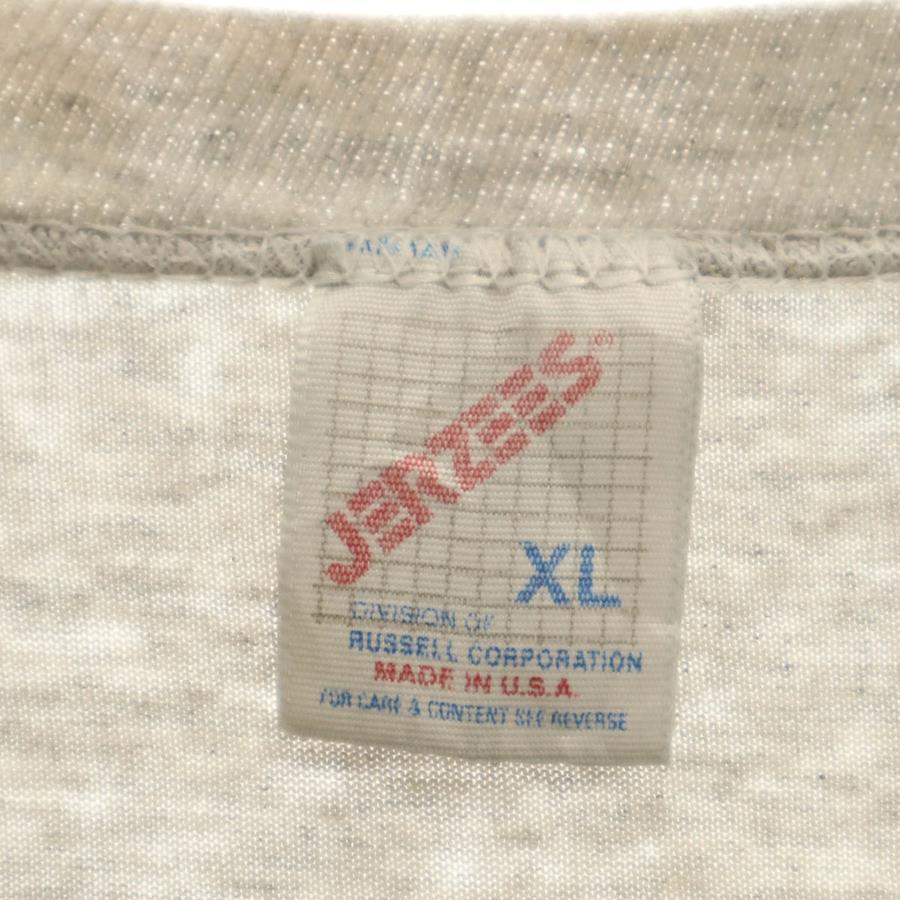 JERZEES®
XL
DIVISION OF
RUSSELL CORPORATION
MADE IN U.S.A.
FOR CARE & CONTENT SEE REVERSE